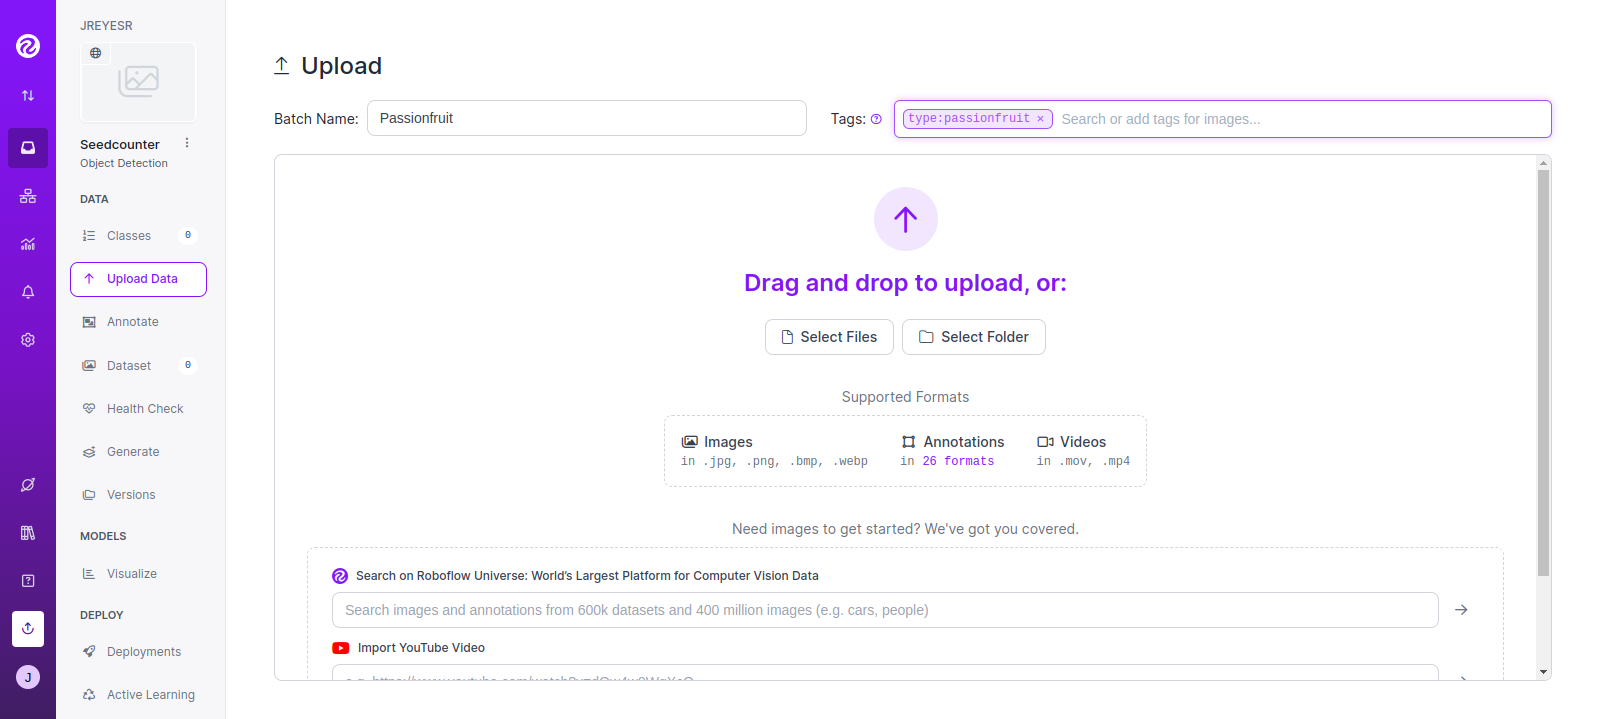 JREYESR
Seedcounter
Object Detection
DATA
Classes 0
Upload Data
Annotate
Dataset 0
Health Check
Generate
Versions
MODELS
Visualize
DEPLOY
Deployments
Active Learning
J
Upload
Batch Name: Passionfruit Tags: type:passionfruit × Search or add tags for images...
Drag and drop to upload, or:
Select Files Select Folder
Supported Formats
Images Annotations Videos
in .jpg, .png, .bmp, .webp in 26 formats in .mov, .mp4
Need images to get started? We've got you covered.
Search on Roboflow Universe: World's Largest Platform for Computer Vision Data
Search images and annotations from 600k datasets and 400 million images (e.g. cars, people)
Import YouTube Video